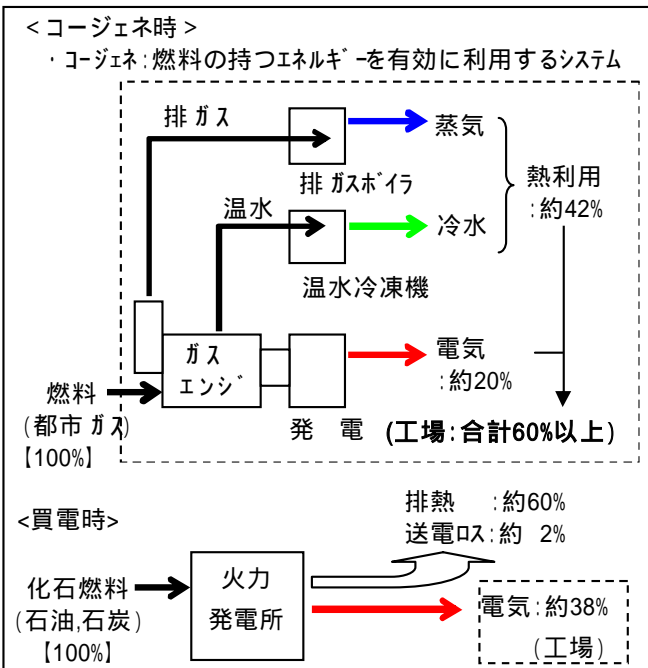 <コージェネ時>
・コージェネ:燃料の持つエネルギーを有効に利用するシステム
排ガス
蒸気
排ガスボイラ
熱利用
:約42%
温水
冷水
温水冷凍機
ガス
エンジ゛
電気
:約20%
燃料
(都市ガス)
【100%】
発 電
(工場:合計60%以上)
<買電時>
排熱 :約60%
送電ロス:約 2%
化石燃料
(石油,石炭)
【100%】
火力
発電所
電気:約38%
(工場)